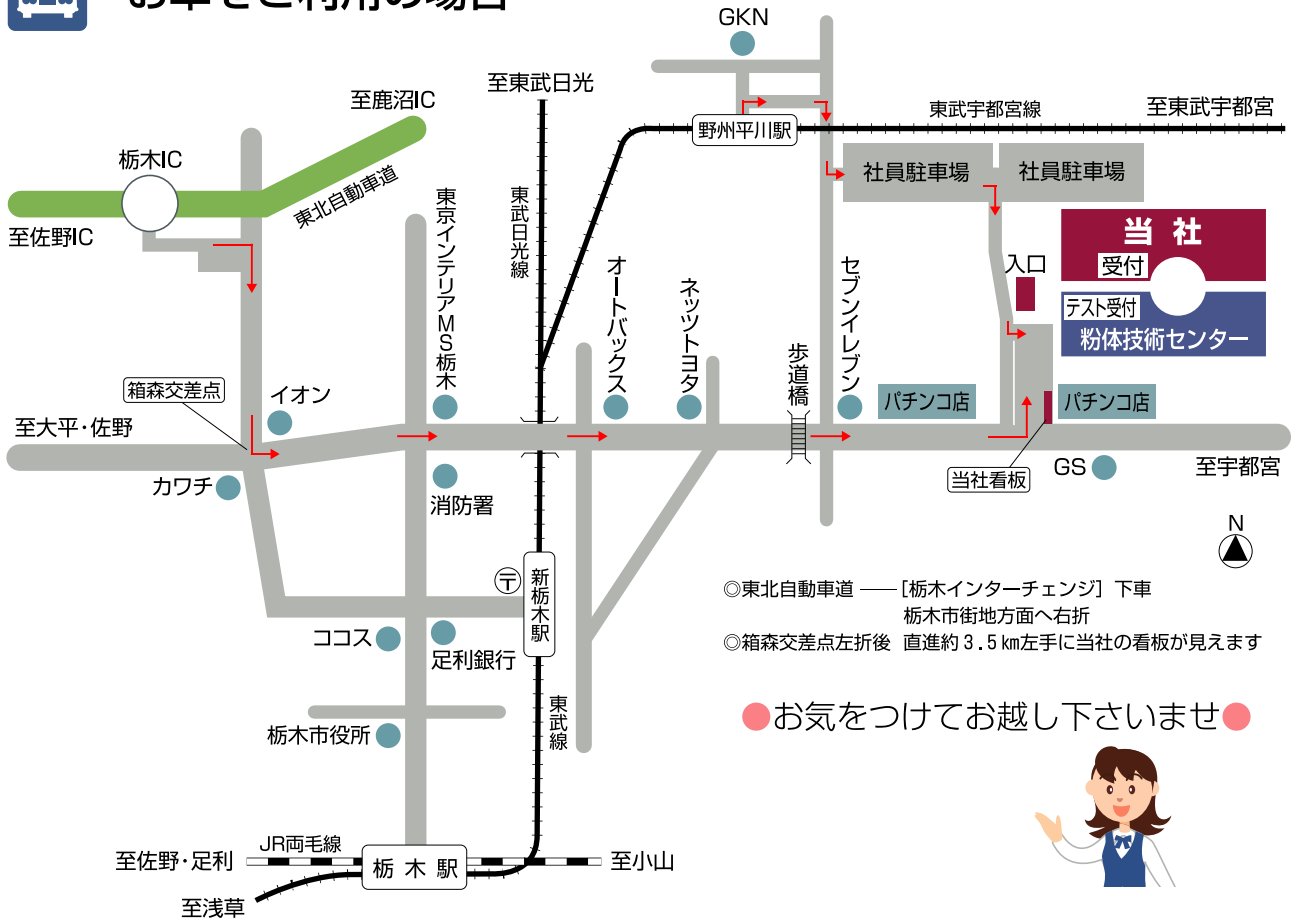 お車をご利用の場合
GKN
至東武日光
至鹿沼IC
東武宇都宮線
至東武宇都宮
野州平川駅
栃木IC
東北自動車道
至佐野IC
社員駐車場
社員駐車場
東京インテリアMS栃木
東武日光線
オートバックス
ネッツトヨタ
セブンイレブン
歩道橋
入口
当社
受付
テスト受付
粉体技術センター
箱森交差点
イオン
パチンコ店
パチンコ店
至大平・佐野
カワチ
消防署
当社看板
GS
至宇都宮
N
〒
新栃木駅
◎東北自動車道 ―― [栃木インターチェンジ] 下車
栃木市街地方面へ右折
◎箱森交差点左折後 直進約3.5km左手に当社の看板が見えます
ココス
足利銀行
東武線
栃木市役所
●お気をつけてお越し下さいませ●
JR両毛線
至佐野・足利
栃木駅
至小山
至浅草